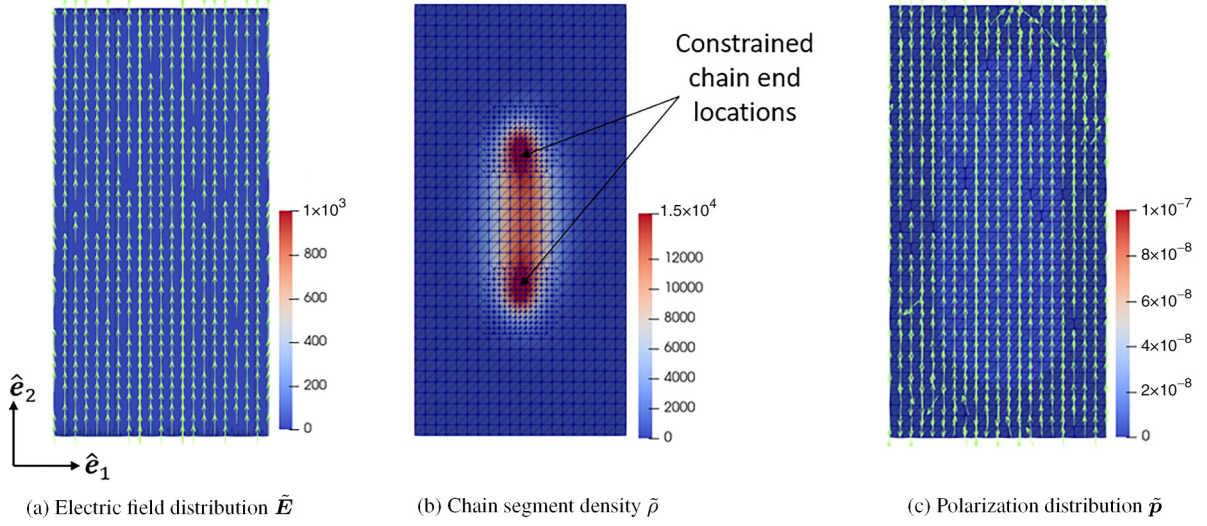 Constrained
chain end
locations
1×10³
800
600
400
200
0
1.5×10⁴
12000
10000
8000
6000
4000
2000
0
1×10⁻⁷
8×10⁻⁸
6×10⁻⁸
4×10⁻⁸
2×10⁻⁸
0
ê₂
ê₁
(a) Electric field distribution Ẽ
(b) Chain segment density ρ̃
(c) Polarization distribution p̃